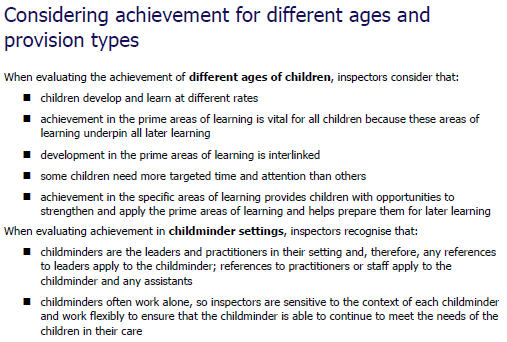 Considering achievement for different ages and
provision types
When evaluating the achievement of different ages of children, inspectors consider that:
■ children develop and learn at different rates
■ achievement in the prime areas of learning is vital for all children because these areas of
learning underpin all later learning
■ development in the prime areas of learning is interlinked
■ some children need more targeted time and attention than others
■ achievement in the specific areas of learning provides children with opportunities to
strengthen and apply the prime areas of learning and helps prepare them for later learning
When evaluating achievement in childminder settings, inspectors recognise that:
■ childminders are the leaders and practitioners in their setting and, therefore, any references
to leaders apply to the childminder; references to practitioners or staff apply to the
childminder and any assistants
■ childminders often work alone, so inspectors are sensitive to the context of each childminder
and work flexibly to ensure that the childminder is able to continue to meet the needs of the
children in their care